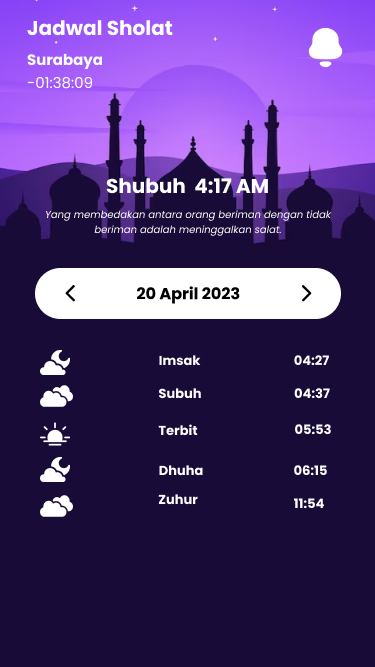 Jadwal Sholat
Surabaya
-01:38:09
Shubuh 4:17 AM
Yang membedakan antara orang beriman dengan tidak
beriman adalah meninggalkan salat.
20 April 2023
Imsak 04:27
Subuh 04:37
Terbit 05:53
Dhuha 06:15
Zuhur 11:54